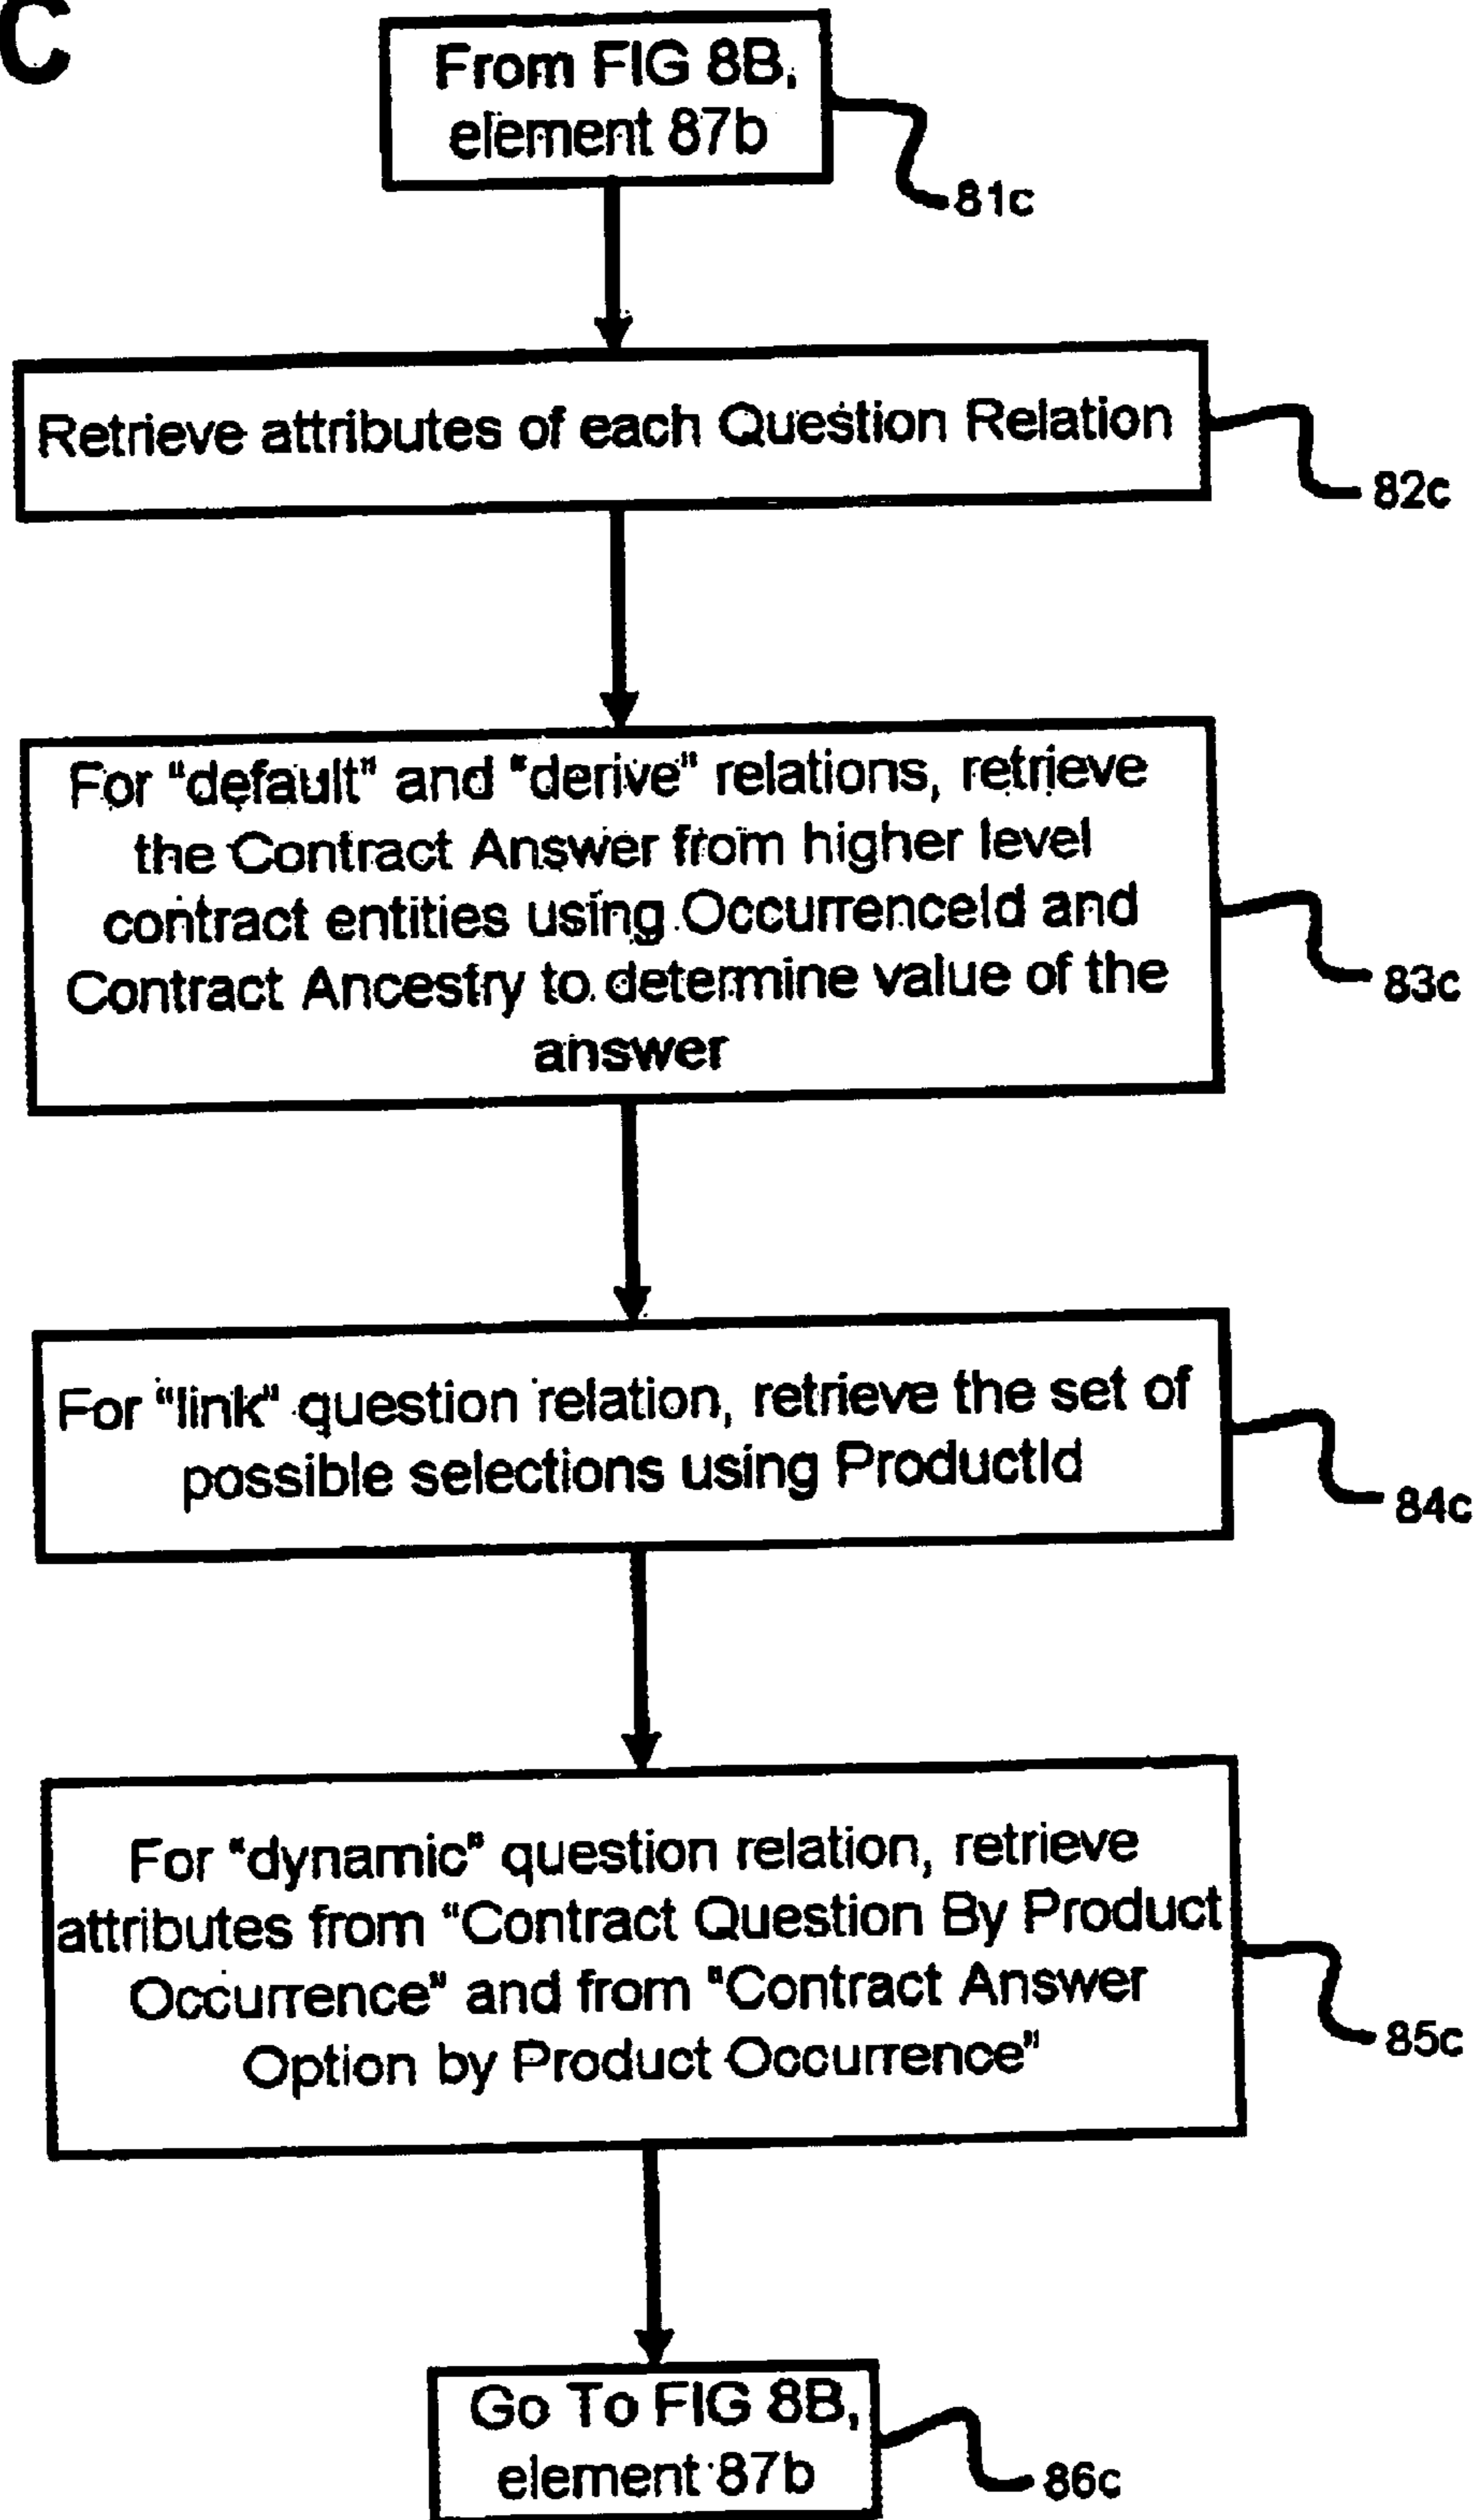 C
From FIG 8B,
element 87b
81c
Retrieve attributes of each Question Relation
82c
For "default" and "derive" relations, retrieve
the Contract Answer from higher level
contract entities using OccurrenceId and
Contract Ancestry to determine value of the
answer
83c
For "link" question relation, retrieve the set of
possible selections using ProductId
84c
For "dynamic" question relation, retrieve
attributes from "Contract Question By Product
Occurrence" and from "Contract Answer
Option by Product Occurrence"
85c
Go To FIG 8B,
element 87b
86c